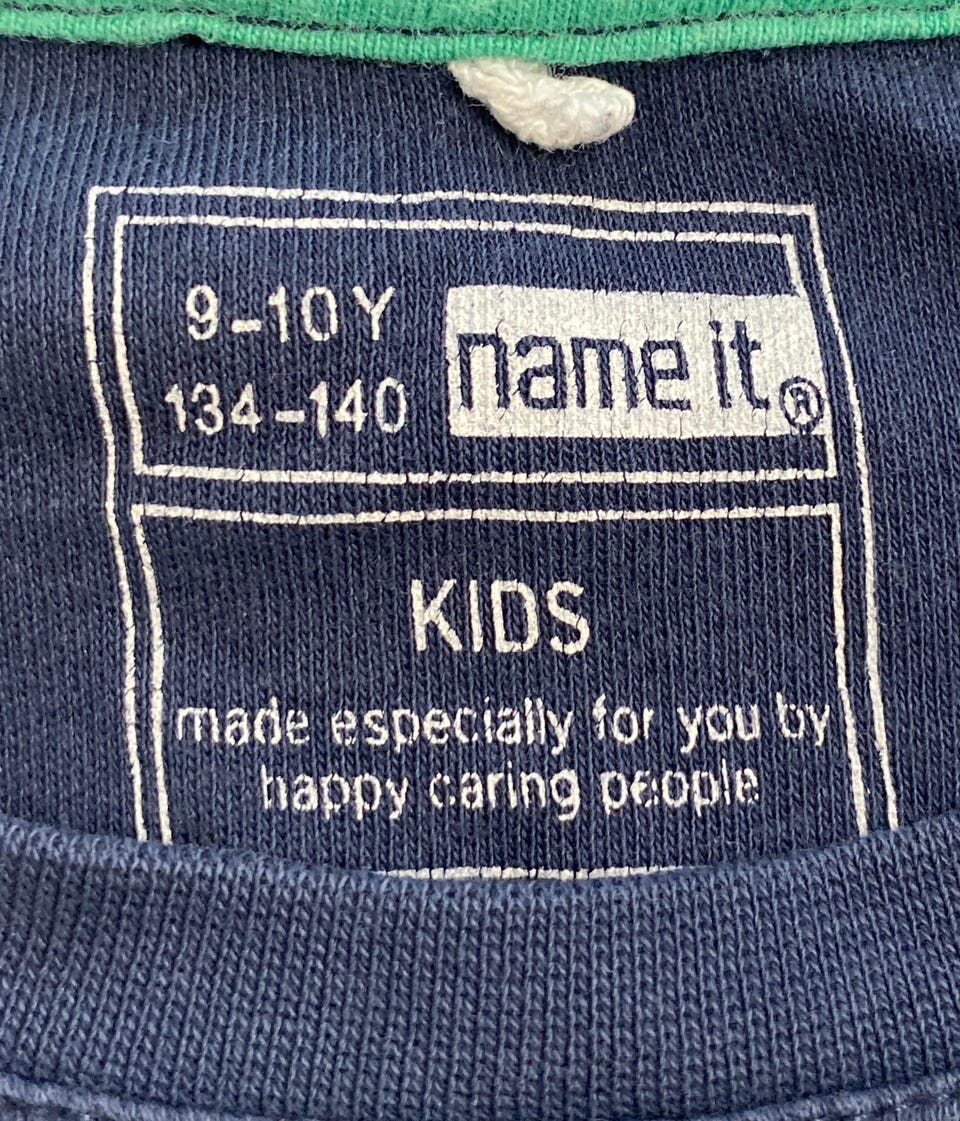 9-10Y
134-140
name it®
KIDS
made especially for you by
happy caring people